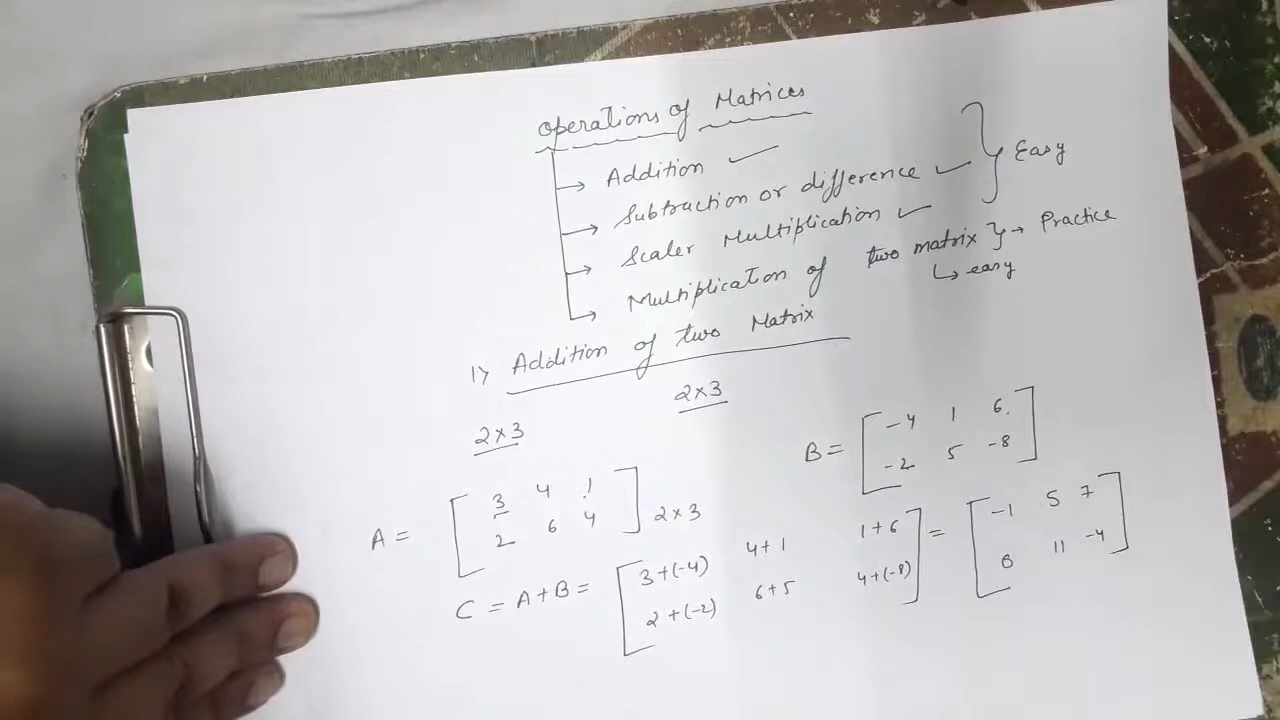 Operations of Matrices
→ Addition ✓
→ Subtraction or difference ✓ } Easy
→ Scaler Multiplication ✓
→ Multiplication of two matrix } → Practice
↳ easy
1> Addition of two Matrix
2×3 2×3
A = [ 3 4 1
2 6 4 ] 2×3
B = [ -4 1 6
-2 5 -8 ]
C = A+B = [ 3+(-4) 4+1 1+6
2+(-2) 6+5 4+(-8) ] = [ -1 5 7
0 11 -4 ]